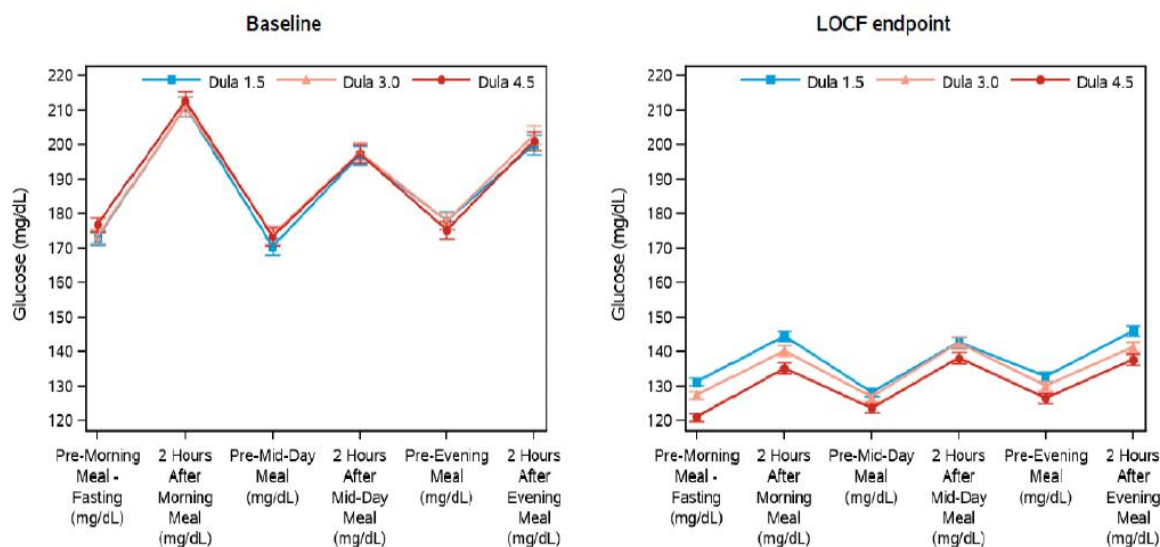 Baseline
Dula 1.5 Dula 3.0 Dula 4.5
Glucose (mg/dL)
220
210
200
190
180
170
160
150
140
130
120
Pre-Morning Meal - Fasting (mg/dL)
2 Hours After Morning Meal (mg/dL)
Pre-Mid-Day Meal (mg/dL)
2 Hours After Mid-Day Meal (mg/dL)
Pre-Evening Meal (mg/dL)
2 Hours After Evening Meal (mg/dL)
LOCF endpoint
Dula 1.5 Dula 3.0 Dula 4.5
Glucose (mg/dL)
220
210
200
190
180
170
160
150
140
130
120
Pre-Morning Meal - Fasting (mg/dL)
2 Hours After Morning Meal (mg/dL)
Pre-Mid-Day Meal (mg/dL)
2 Hours After Mid-Day Meal (mg/dL)
Pre-Evening Meal (mg/dL)
2 Hours After Evening Meal (mg/dL)